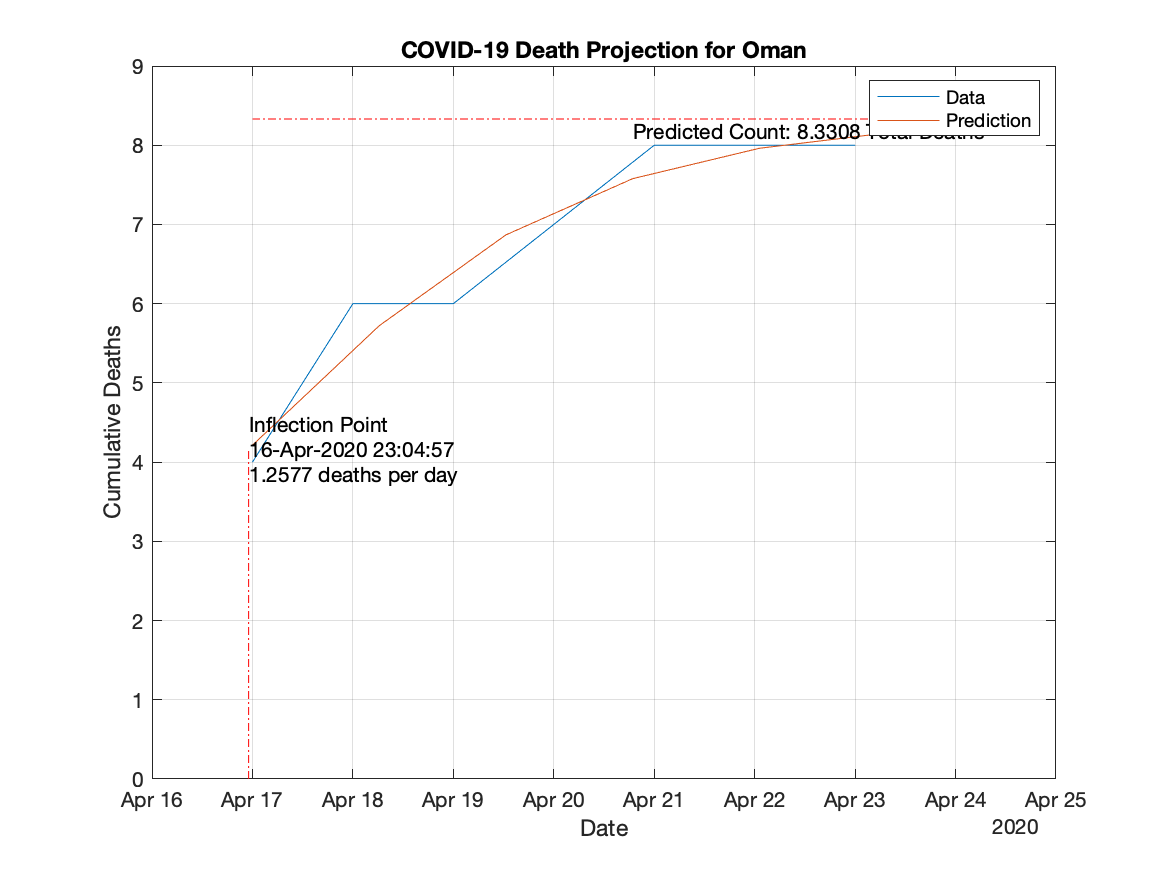 COVID-19 Death Projection for Oman
9
8
7
6
5
4
3
2
1
0
Cumulative Deaths
Data
Prediction
Predicted Count: 8.3308 Total Deaths
Inflection Point
16-Apr-2020 23:04:57
1.2577 deaths per day
Apr 16 Apr 17 Apr 18 Apr 19 Apr 20 Apr 21 Apr 22 Apr 23 Apr 24 Apr 25
Date
2020